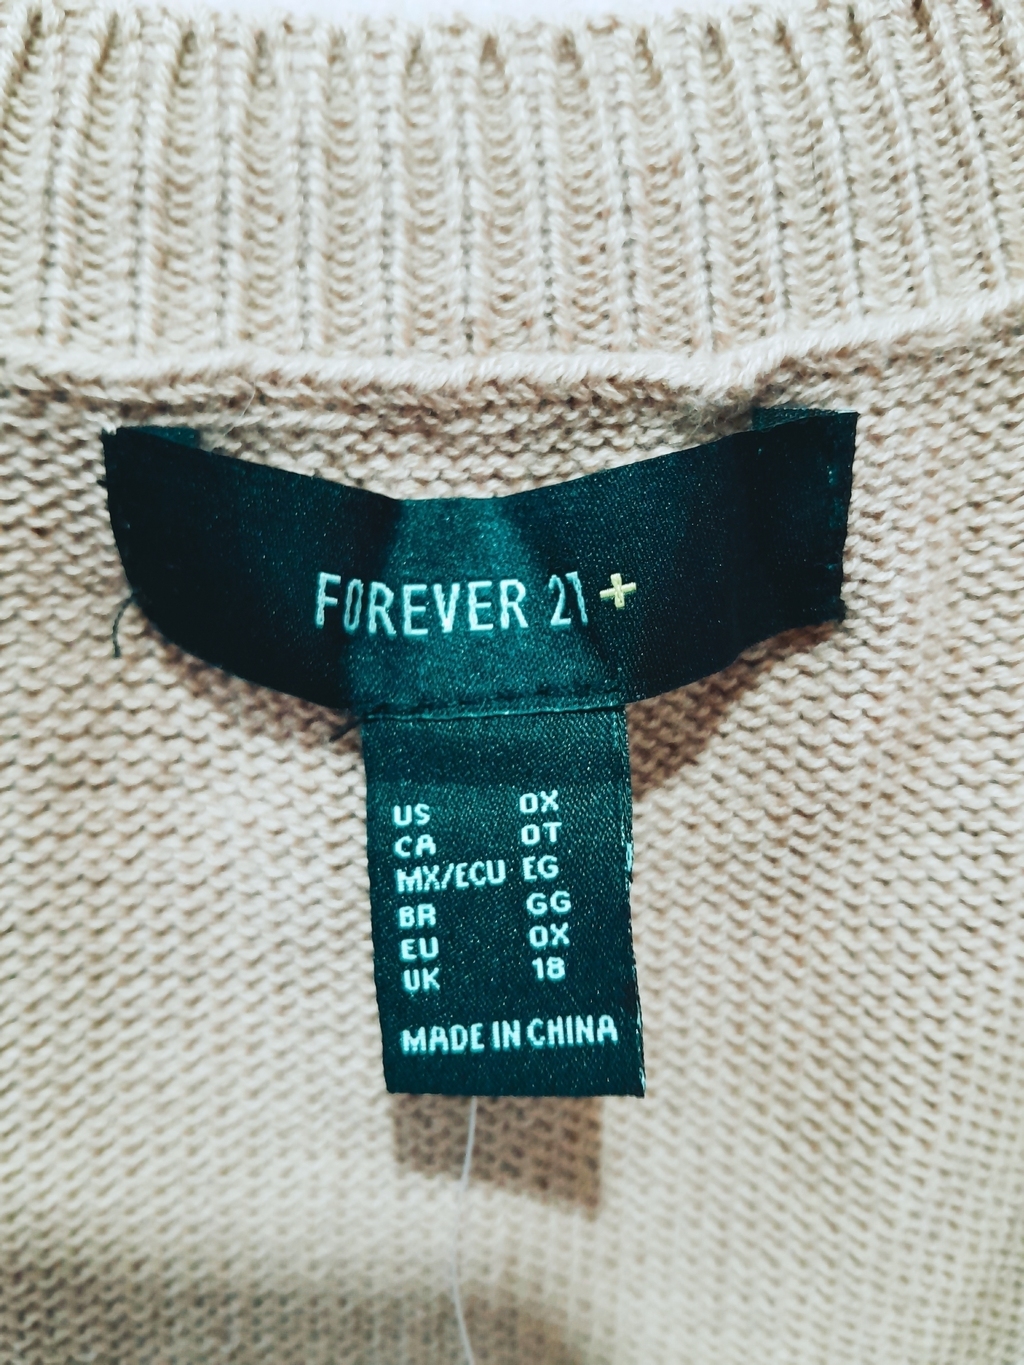 FOREVER 21+
US 0X
CA 0T
MX/ECU EG
BR GG
EU 0X
UK 18
MADE IN CHINA